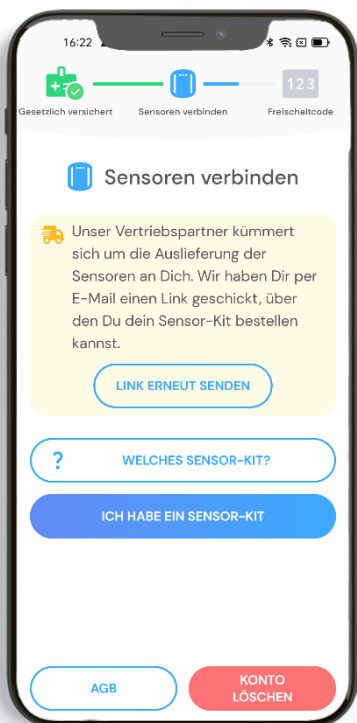 16:22
123
Gesetzlich versichert
Sensoren verbinden
Freischaltcode
Sensoren verbinden
Unser Vertriebspartner kümmert
sich um die Auslieferung der
Sensoren an Dich. Wir haben Dir per
E-Mail einen Link geschickt, über
den Du dein Sensor-Kit bestellen
kannst.
LINK ERNEUT SENDEN
? WELCHES SENSOR-KIT?
ICH HABE EIN SENSOR-KIT
AGB
KONTO
LÖSCHEN